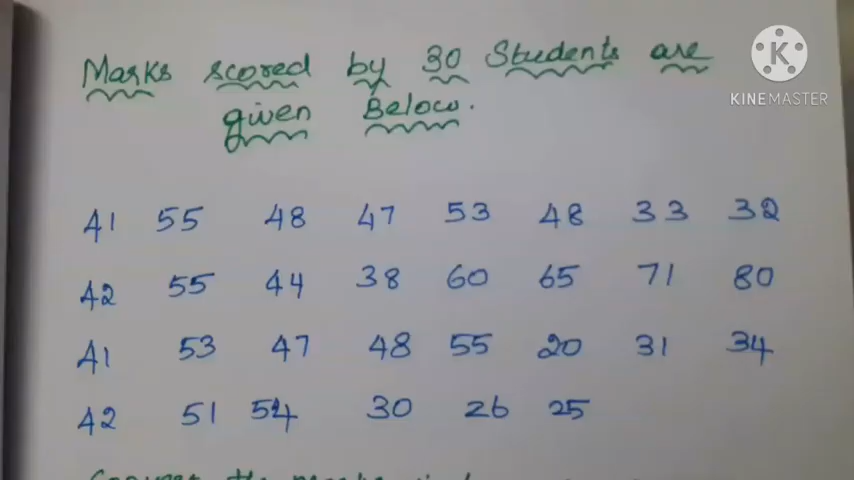 Marks scored by 30 Students are
given Below.
K
KINEMASTER
41 55 48 47 53 48 33 32
42 55 44 38 60 65 71 80
41 53 47 48 55 20 31 34
42 51 54 30 26 25